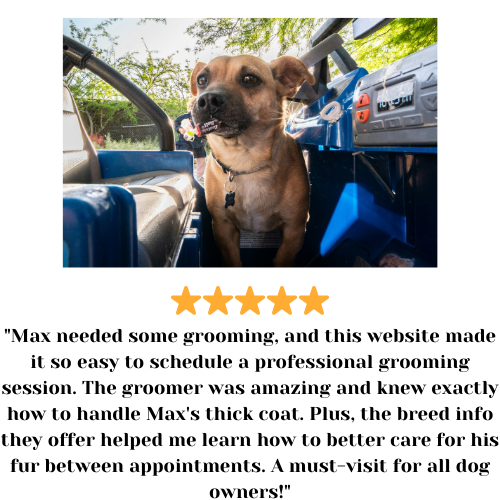 "Max needed some grooming, and this website made
it so easy to schedule a professional grooming
session. The groomer was amazing and knew exactly
how to handle Max's thick coat. Plus, the breed info
they offer helped me learn how to better care for his
fur between appointments. A must-visit for all dog
owners!"